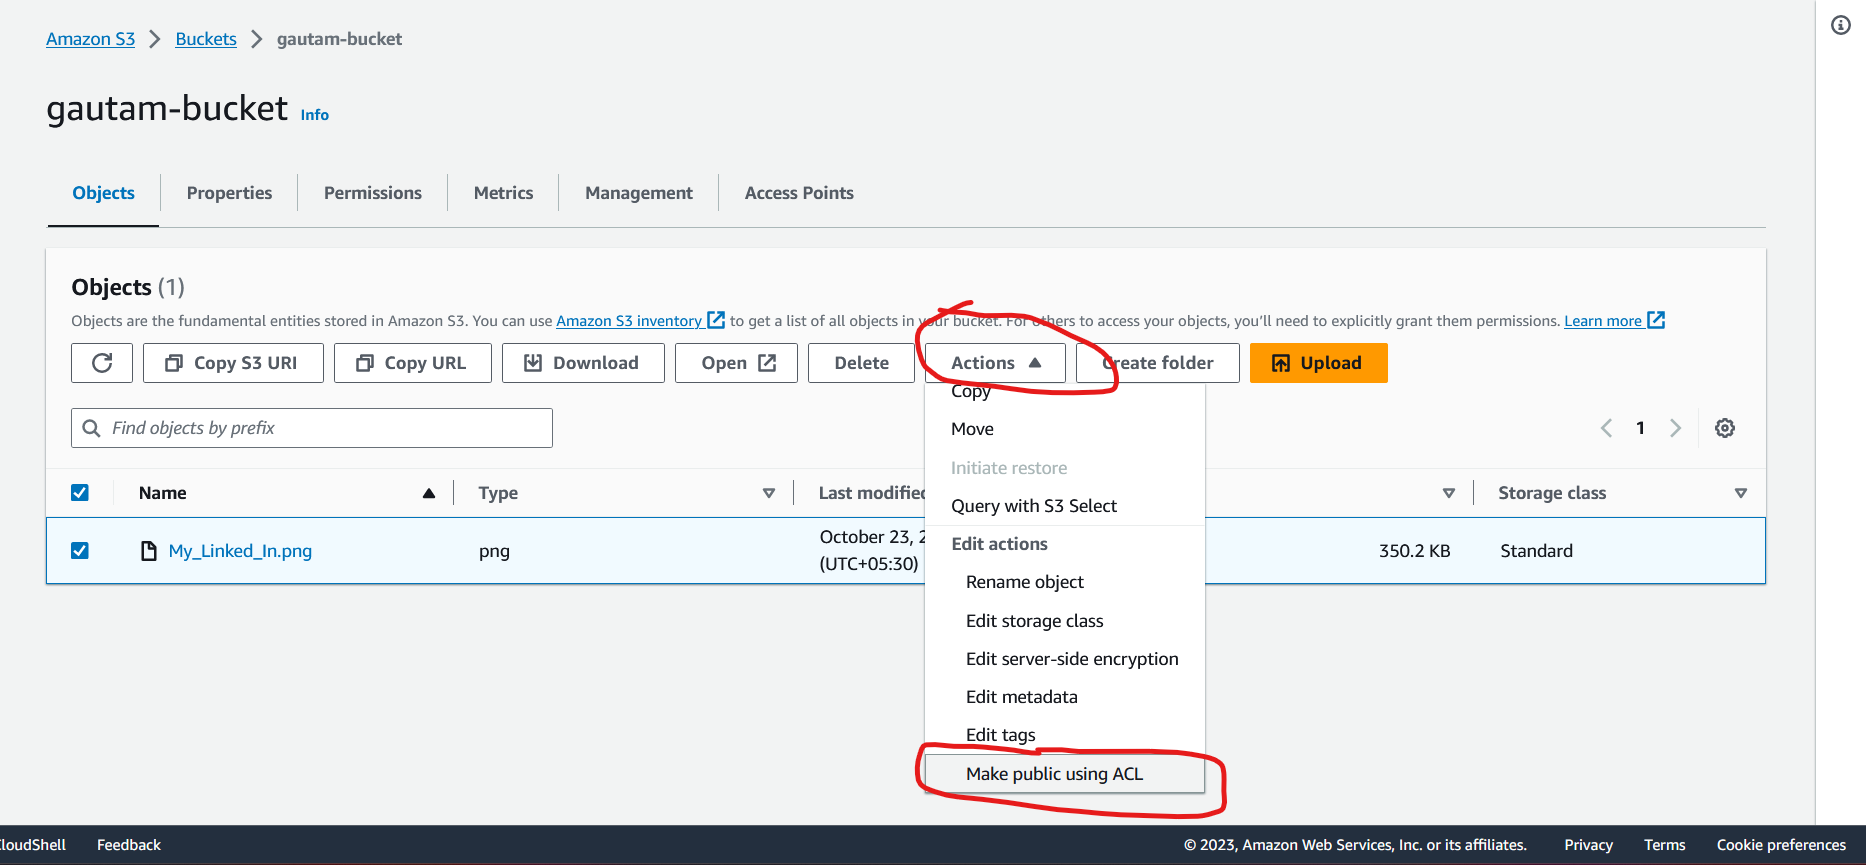 Amazon S3 > Buckets > gautam-bucket
gautam-bucket Info
Objects Properties Permissions Metrics Management Access Points
Objects (1)
Objects are the fundamental entities stored in Amazon S3. You can use Amazon S3 inventory to get a list of all objects in your bucket. For others to access your objects, you'll need to explicitly grant them permissions. Learn more
Copy S3 URI Copy URL Download Open Delete Actions Create folder Upload
Copy
Find objects by prefix
1
Move
Initiate restore
Name Type Last modified Storage class
Query with S3 Select
My_Linked_In.png png October 23, 2 350.2 KB Standard
(UTC+05:30)
Edit actions
Rename object
Edit storage class
Edit server-side encryption
Edit metadata
Edit tags
Make public using ACL
CloudShell Feedback © 2023, Amazon Web Services, Inc. or its affiliates. Privacy Terms Cookie preferences